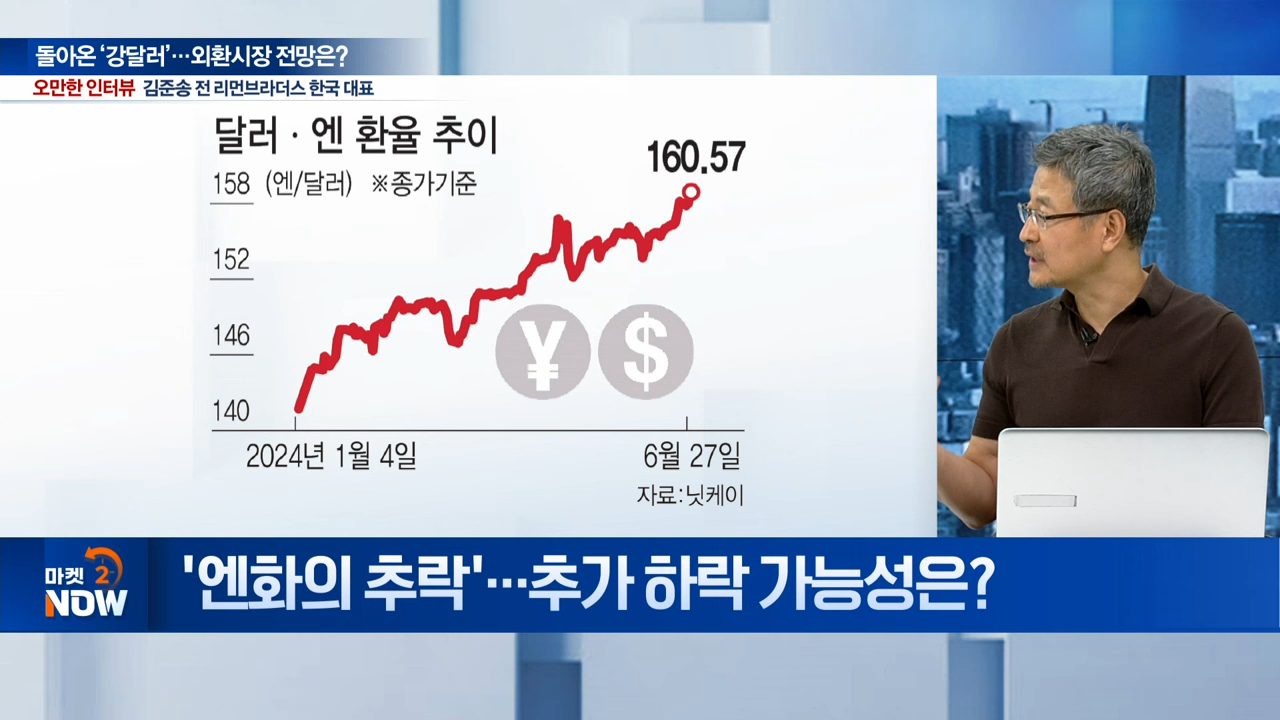 돌아온 '강달러'…외환시장 전망은?
오만한 인터뷰 김준송 전 리먼브라더스 한국 대표
달러·엔 환율 추이
160.57
158 (엔/달러) ※종가기준
152
146
140
¥ $
2024년 1월 4일 6월 27일
자료:닛케이
마켓 2
NOW
'엔화의 추락'…추가 하락 가능성은?